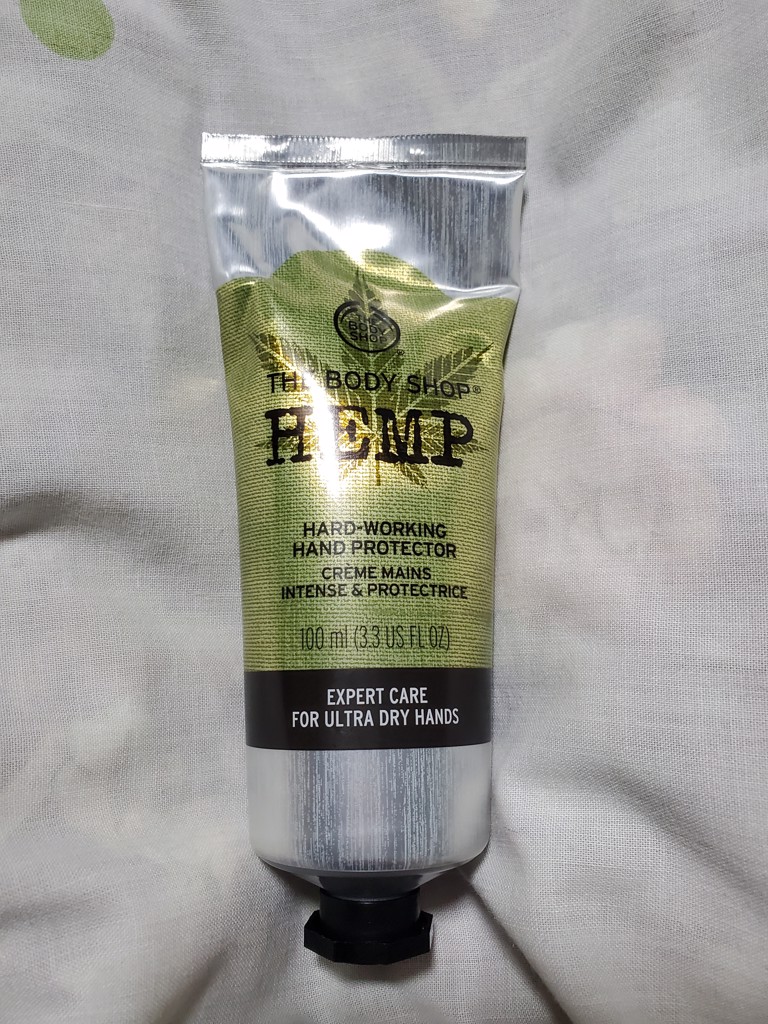 THE
BODY
SHOP
THE BODY SHOP®
HEMP
HARD-WORKING
HAND PROTECTOR
CRÈME MAINS
INTENSE & PROTECTRICE
100 ml (3.3 US FL OZ)
EXPERT CARE
FOR ULTRA DRY HANDS